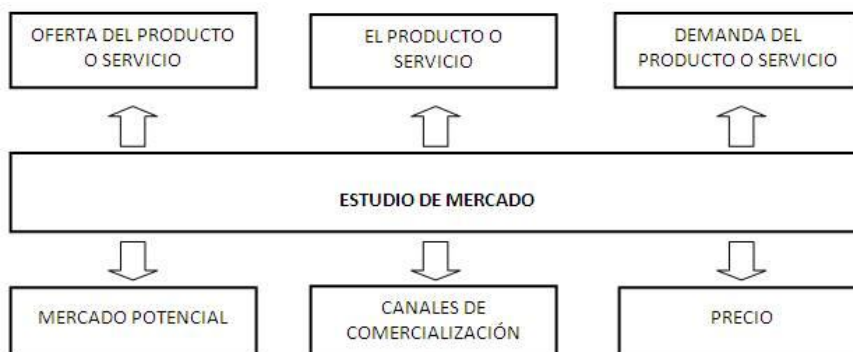 OFERTA DEL PRODUCTO
O SERVICIO
EL PRODUCTO O
SERVICIO
DEMANDA DEL
PRODUCTO O SERVICIO
ESTUDIO DE MERCADO
MERCADO POTENCIAL
CANALES DE
COMERCIALIZACIÓN
PRECIO